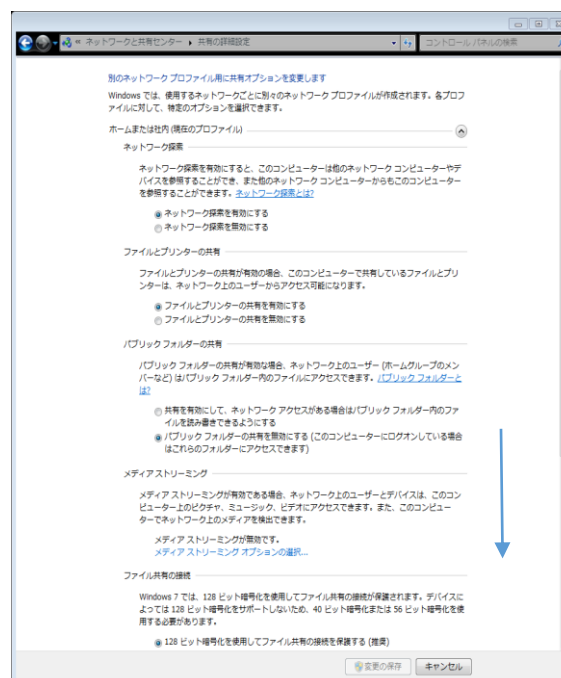 « ネットワークと共有センター ▸ 共有の詳細設定
コントロール パネルの検索
別のネットワーク プロファイル用に共有オプションを変更します
Windows では、使用するネットワークごとに別々のネットワーク プロファイルが作成されます。各プロフ
ァイルに対して、特定のオプションを選択できます。
ホームまたは社内 (現在のプロファイル)
ネットワーク探索
ネットワーク探索を有効にすると、このコンピューターは他のネットワーク コンピューターやデ
バイスを参照することができ、また他のネットワーク コンピューターからもこのコンピューター
を参照することができます。ネットワーク探索とは?
ネットワーク探索を有効にする
ネットワーク探索を無効にする
ファイルとプリンターの共有
ファイルとプリンターの共有が有効の場合、このコンピューターで共有しているファイルとプリ
ンターは、ネットワーク上のユーザーからアクセス可能になります。
ファイルとプリンターの共有を有効にする
ファイルとプリンターの共有を無効にする
パブリック フォルダーの共有
パブリック フォルダーの共有が有効な場合、ネットワーク上のユーザー (ホームグループのメン
バーなど) はパブリック フォルダー内のファイルにアクセスできます。パブリック フォルダーと
は?
共有を有効にして、ネットワーク アクセスがある場合はパブリック フォルダー内のファ
イルを読み書きできるようにする
パブリック フォルダーの共有を無効にする (このコンピューターにログオンしている場合
はこれらのフォルダーにアクセスできます)
メディア ストリーミング
メディア ストリーミングが有効である場合、ネットワーク上のユーザーとデバイスは、このコン
ピューター上のピクチャ、ミュージック、ビデオにアクセスできます。また、このコンピュー
ターでネットワーク上のメディアを検出できます。
メディア ストリーミングが無効です。
メディア ストリーミング オプションの選択...
ファイル共有の接続
Windows 7 では、128 ビット暗号化を使用してファイル共有の接続が保護されます。デバイスに
よっては 128 ビット暗号化をサポートしないため、40 ビット暗号化または 56 ビット暗号化を使
用する必要があります。
128 ビット暗号化を使用してファイル共有の接続を保護する (推奨)
変更の保存
キャンセル